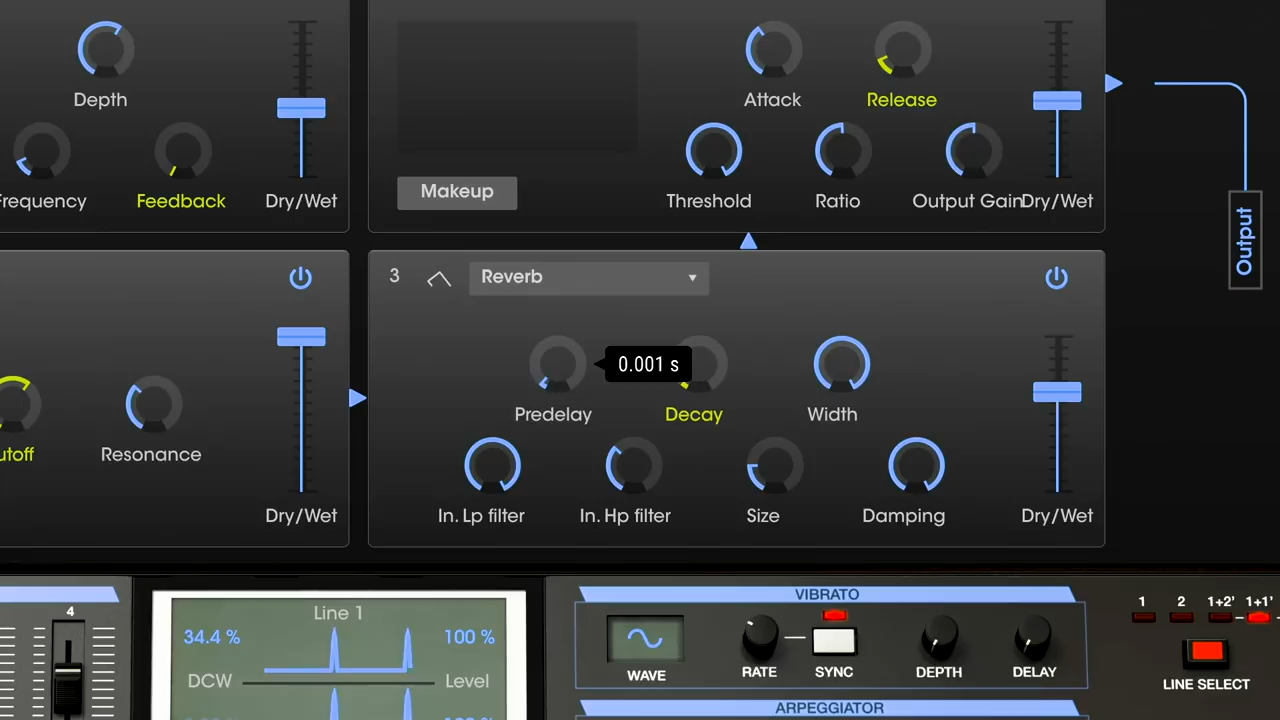 Depth
Attack
Release
Feedback
Dry/Wet
Threshold
Ratio
Output Gain
Dry/Wet
Makeup
Output
3
Reverb
0.001 s
Predelay
Decay
Width
Resonance
Dry/Wet
In. Lp filter
In. Hp filter
Size
Damping
Dry/Wet
4
Line 1
34.4 %
100 %
DCW
Level
VIBRATO
WAVE
RATE
SYNC
DEPTH
DELAY
1
2
1+2'
1+1'
LINE SELECT
ARPEGGIATOR